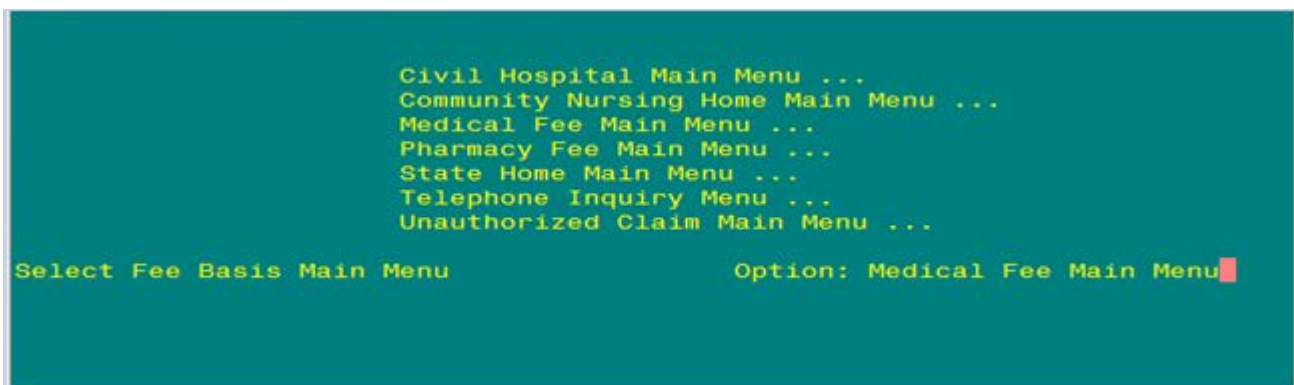 Civil Hospital Main Menu ...
Community Nursing Home Main Menu ...
Medical Fee Main Menu ...
Pharmacy Fee Main Menu ...
State Home Main Menu ...
Telephone Inquiry Menu ...
Unauthorized Claim Main Menu ...
Select Fee Basis Main Menu Option: Medical Fee Main Menu